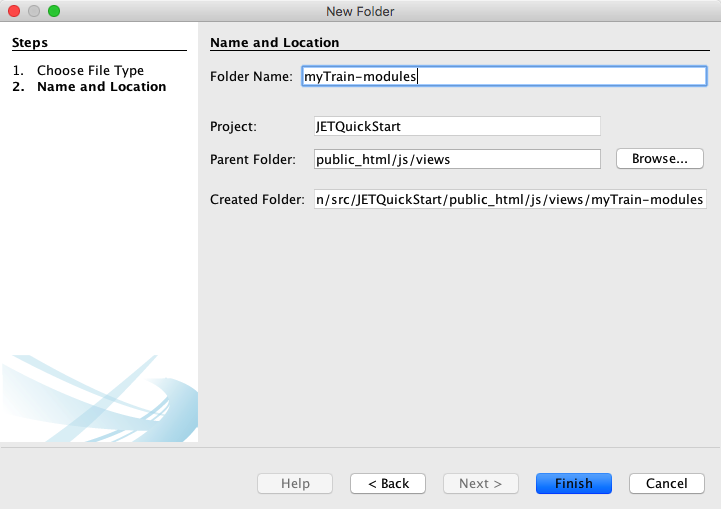 New Folder
Steps
1. Choose File Type
2. Name and Location
Name and Location
Folder Name: myTrain-modules
Project: JETQuickStart
Parent Folder: public_html/js/views Browse...
Created Folder: n/src/JETQuickStart/public_html/js/views/myTrain-modules
Help < Back Next > Finish Cancel